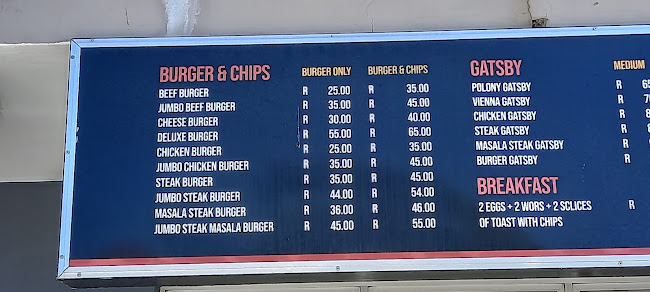 BURGER & CHIPS BURGER ONLY BURGER & CHIPS
BEEF BURGER R 25.00 R 35.00
JUMBO BEEF BURGER R 35.00 R 45.00
CHEESE BURGER R 30.00 R 40.00
DELUXE BURGER R 55.00 R 65.00
CHICKEN BURGER R 25.00 R 35.00
JUMBO CHICKEN BURGER R 35.00 R 45.00
STEAK BURGER R 35.00 R 45.00
JUMBO STEAK BURGER R 44.00 R 54.00
MASALA STEAK BURGER R 36.00 R 46.00
JUMBO STEAK MASALA BURGER R 45.00 R 55.00
GATSBY MEDIUM
POLONY GATSBY R
VIENNA GATSBY R
CHICKEN GATSBY R
STEAK GATSBY R
MASALA STEAK GATSBY R
BURGER GATSBY R
BREAKFAST
2 EGGS + 2 WORS + 2 SCLICES R
OF TOAST WITH CHIPS